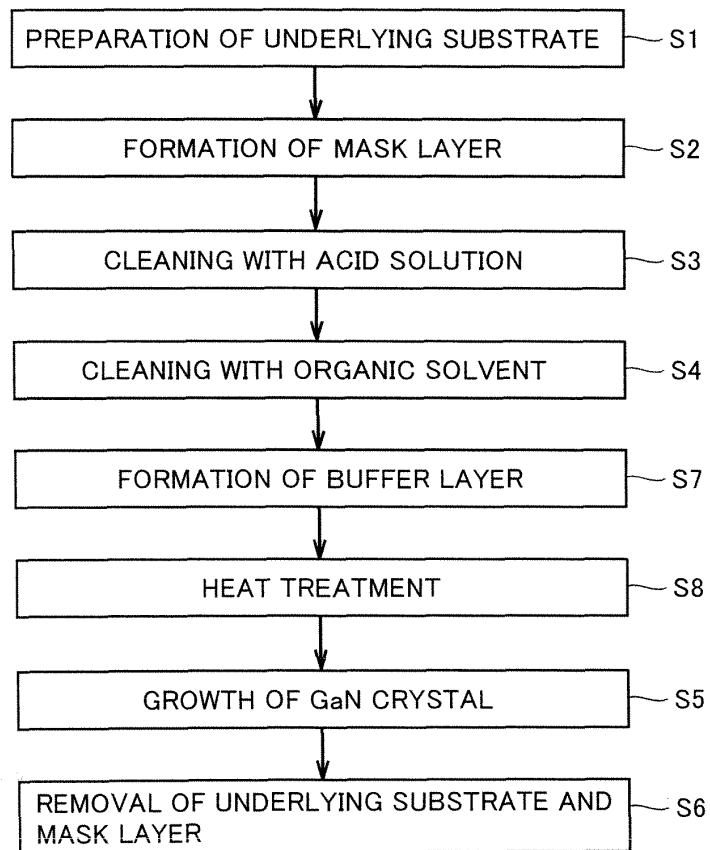 PREPARATION OF UNDERLYING SUBSTRATE S1
FORMATION OF MASK LAYER S2
CLEANING WITH ACID SOLUTION S3
CLEANING WITH ORGANIC SOLVENT S4
FORMATION OF BUFFER LAYER S7
HEAT TREATMENT S8
GROWTH OF GaN CRYSTAL S5
REMOVAL OF UNDERLYING SUBSTRATE AND S6
MASK LAYER